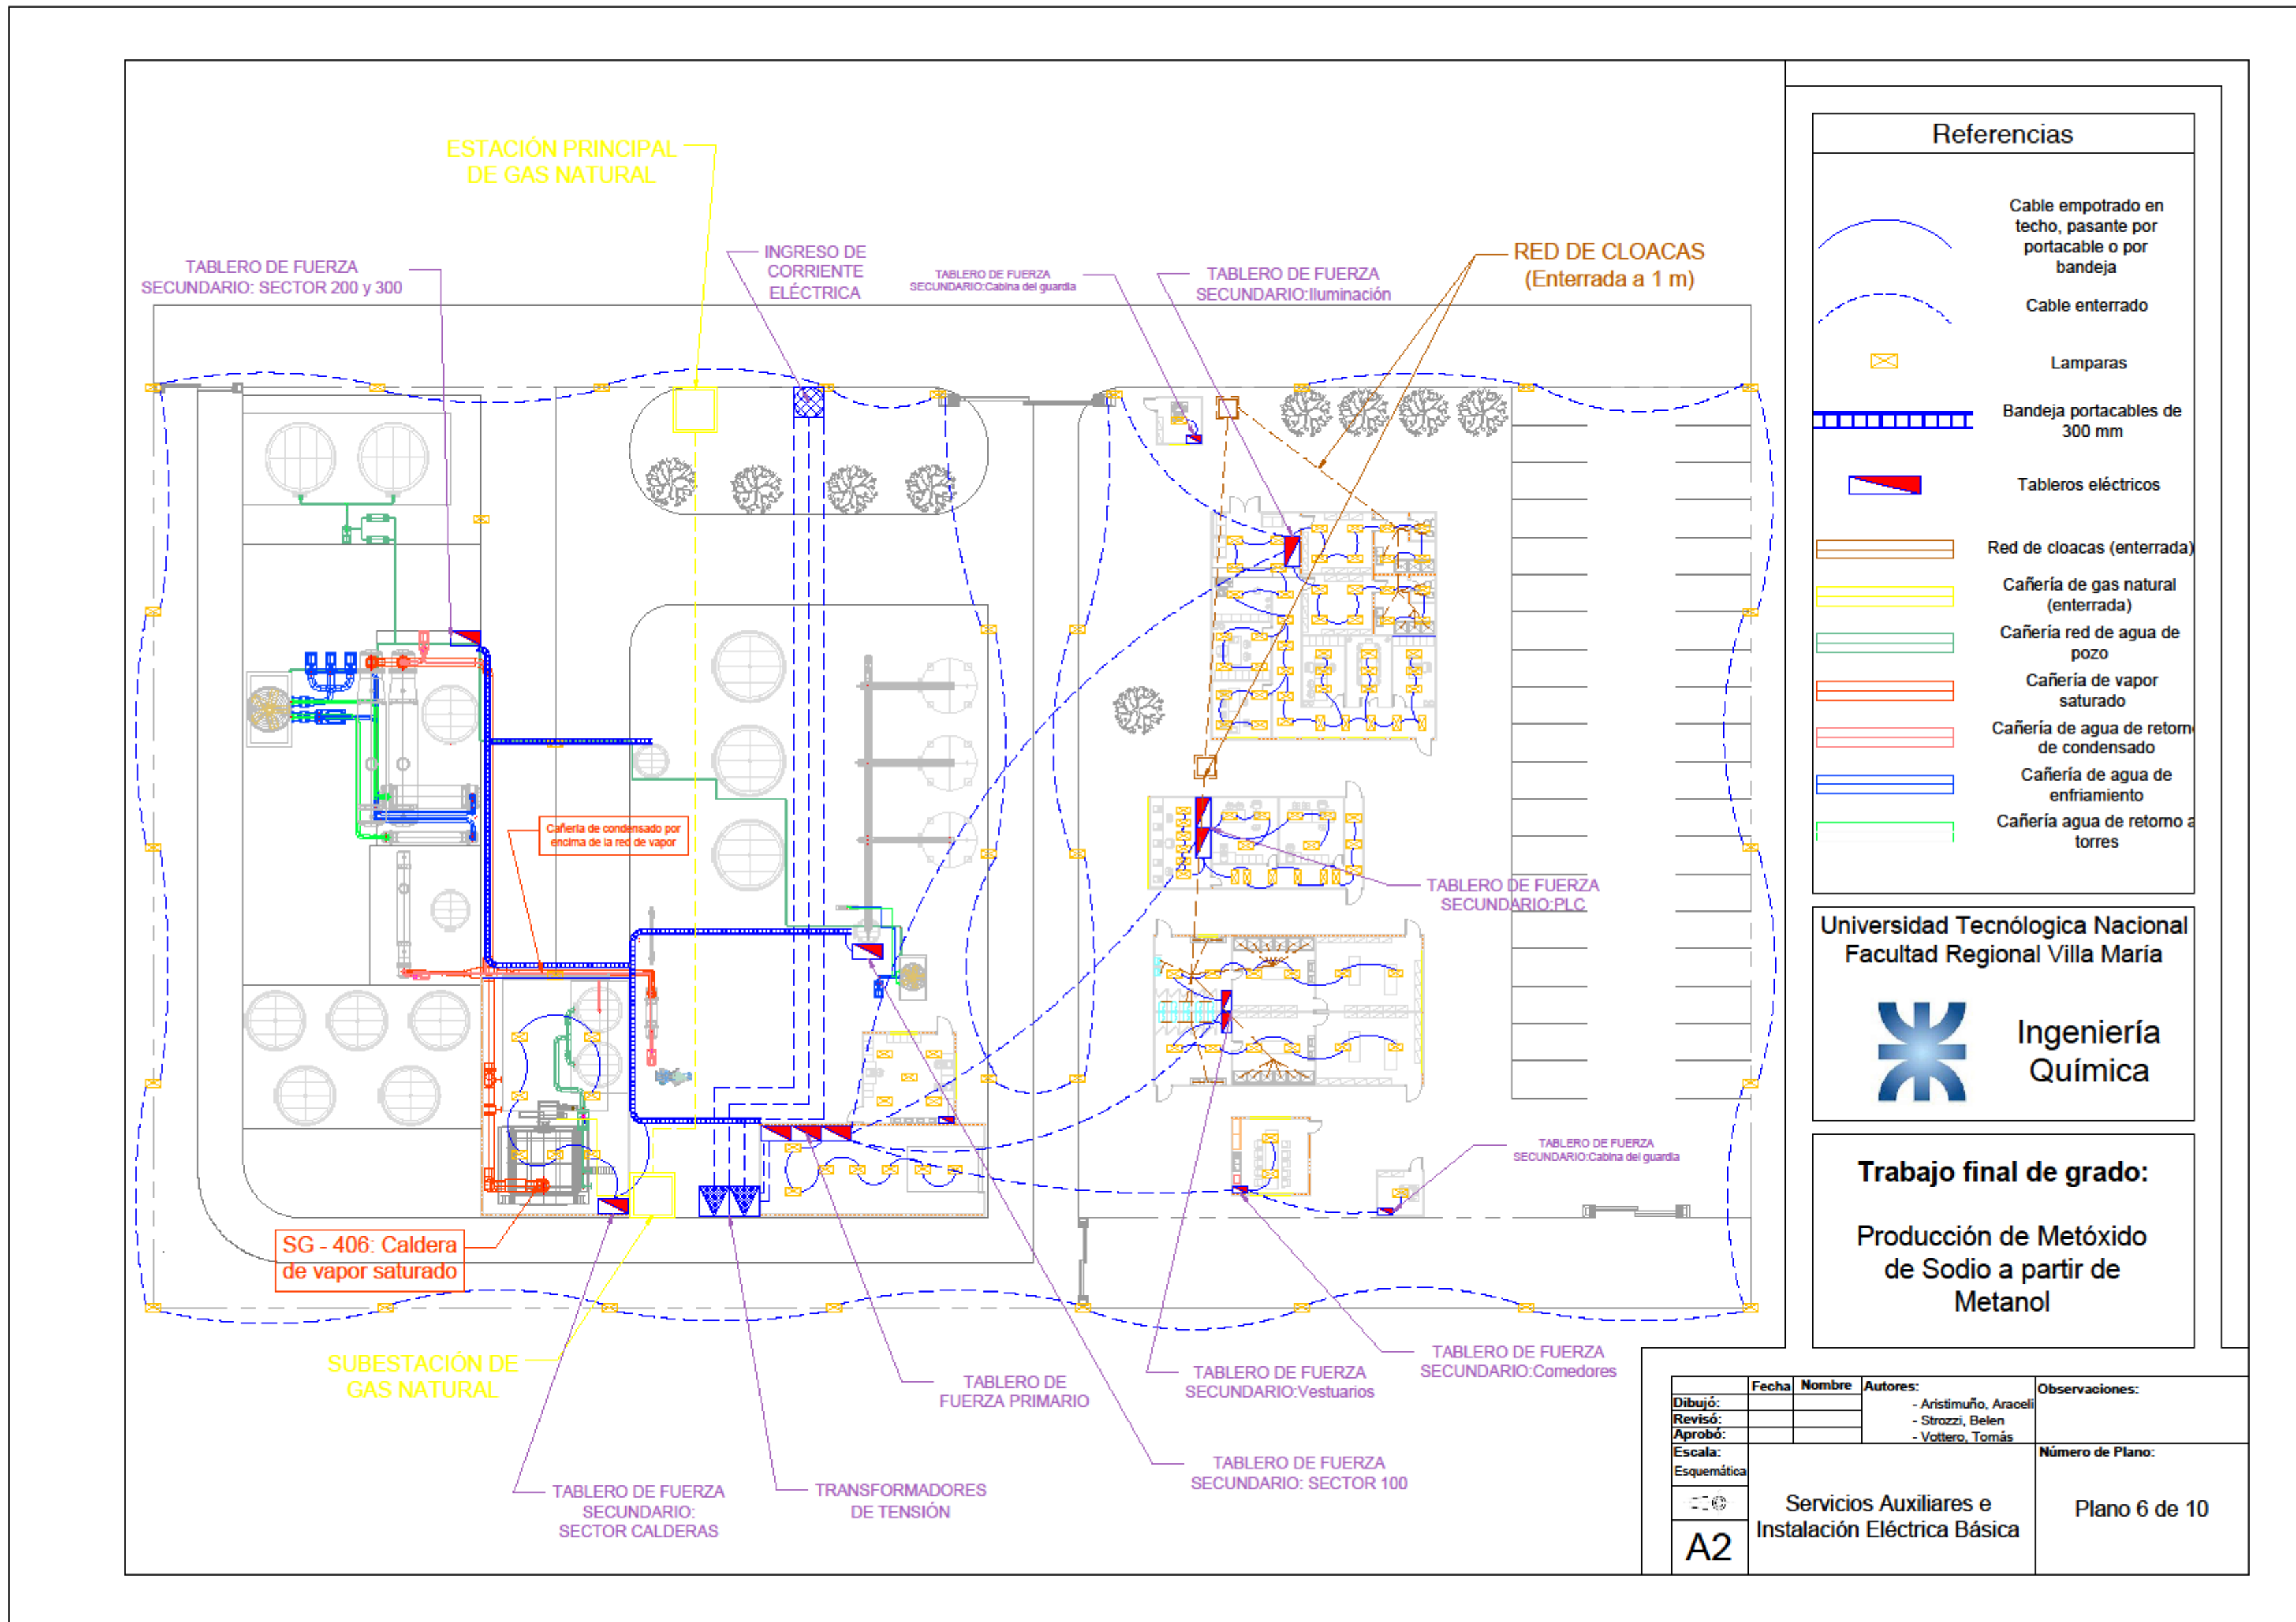 ESTACIÓN PRINCIPAL
DE GAS NATURAL
TABLERO DE FUERZA
SECUNDARIO: SECTOR 200 y 300
INGRESO DE
CORRIENTE
ELÉCTRICA
TABLERO DE FUERZA
SECUNDARIO:Cabina del guardia
TABLERO DE FUERZA
SECUNDARIO:Iluminación
RED DE CLOACAS
(Enterrada a 1 m)
Cañería de condensado por
encima de la red de vapor
TABLERO DE FUERZA
SECUNDARIO:PLC
TABLERO DE FUERZA
SECUNDARIO:Cabina del guardia
SG - 406: Caldera
de vapor saturado
SUBESTACIÓN DE
GAS NATURAL
TABLERO DE
FUERZA PRIMARIO
TABLERO DE FUERZA
SECUNDARIO:Vestuarios
TABLERO DE FUERZA
SECUNDARIO:Comedores
TABLERO DE FUERZA
SECUNDARIO: SECTOR 100
TABLERO DE FUERZA
SECUNDARIO:
SECTOR CALDERAS
TRANSFORMADORES
DE TENSIÓN
Referencias
Cable empotrado en
techo, pasante por
portacable o por
bandeja
Cable enterrado
Lamparas
Bandeja portacables de
300 mm
Tableros eléctricos
Red de cloacas (enterrada)
Cañería de gas natural
(enterrada)
Cañería red de agua de
pozo
Cañería de vapor
saturado
Cañería de agua de retorno
de condensado
Cañería de agua de
enfriamiento
Cañería agua de retorno a
torres
Universidad Tecnólogica Nacional
Facultad Regional Villa María
Ingeniería
Química
Trabajo final de grado:
Producción de Metóxido
de Sodio a partir de
Metanol
Fecha Nombre Autores: Observaciones:
Dibujó: - Aristimuño, Araceli
Revisó: - Strozzi, Belen
Aprobó: - Vottero, Tomás
Escala: Número de Plano:
Esquemática
Servicios Auxiliares e
Instalación Eléctrica Básica
Plano 6 de 10
A2